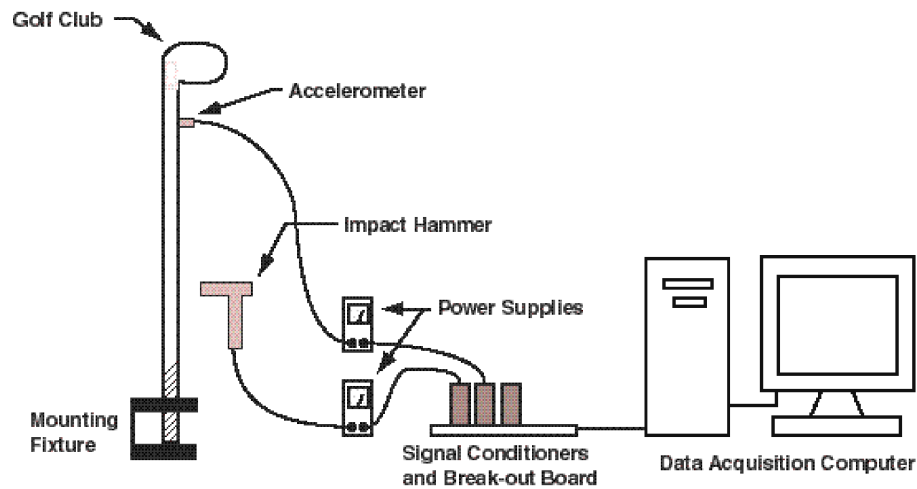 Golf Club
Accelerometer
Impact Hammer
Power Supplies
Mounting
Fixture
Signal Conditioners
and Break-out Board
Data Acquisition Computer